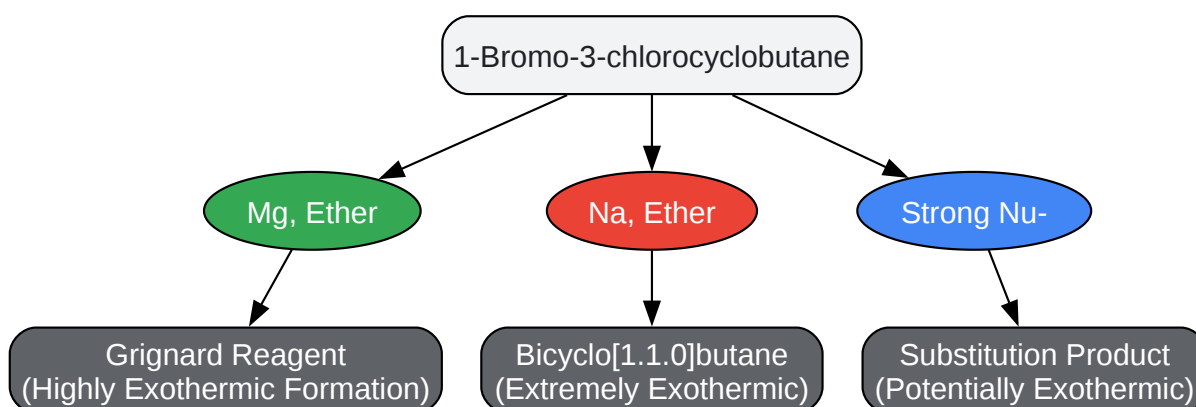 1-Bromo-3-chlorocyclobutane
Mg, Ether
Na, Ether
Strong Nu-
Grignard Reagent
(Highly Exothermic Formation)
Bicyclo[1.1.0]butane
(Extremely Exothermic)
Substitution Product
(Potentially Exothermic)